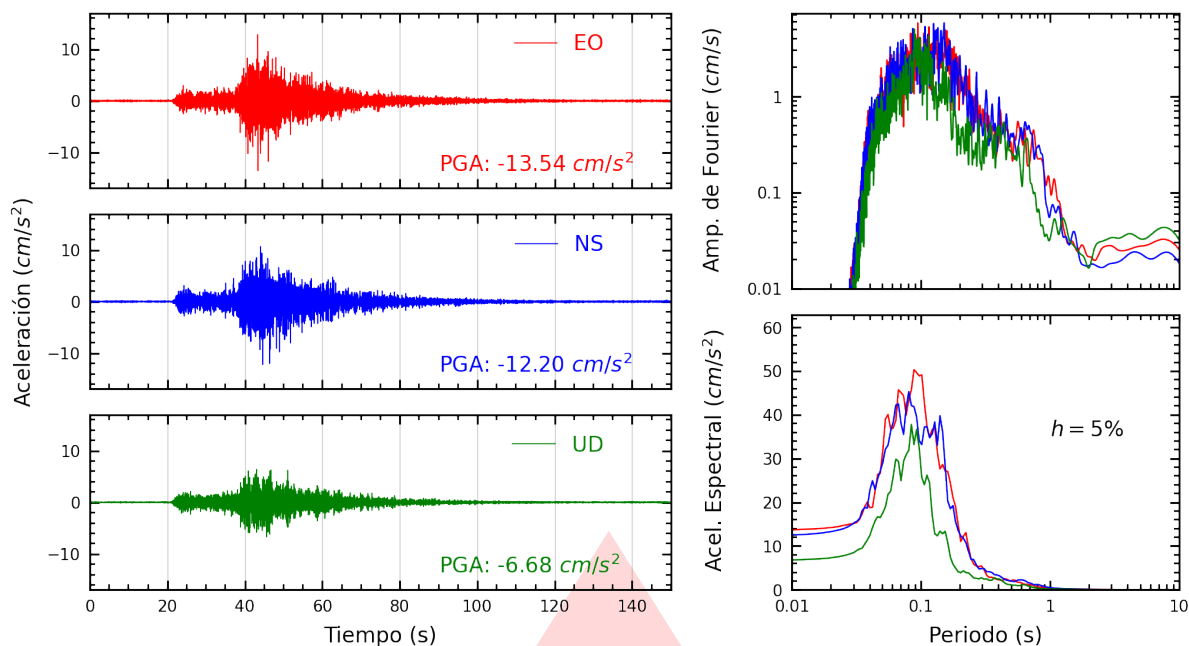 Aceleración (cm/s²)
10
0
−10
EO
PGA: -13.54 cm/s²
10
0
−10
NS
PGA: -12.20 cm/s²
10
0
−10
UD
PGA: -6.68 cm/s²
0 20 40 60 80 100 120 140
Tiempo (s)
Amp. de Fourier (cm/s)
1
0.1
0.01
Acel. Espectral (cm/s²)
60
50
40
30
20
10
0
h = 5%
0.01 0.1 1 10
Periodo (s)